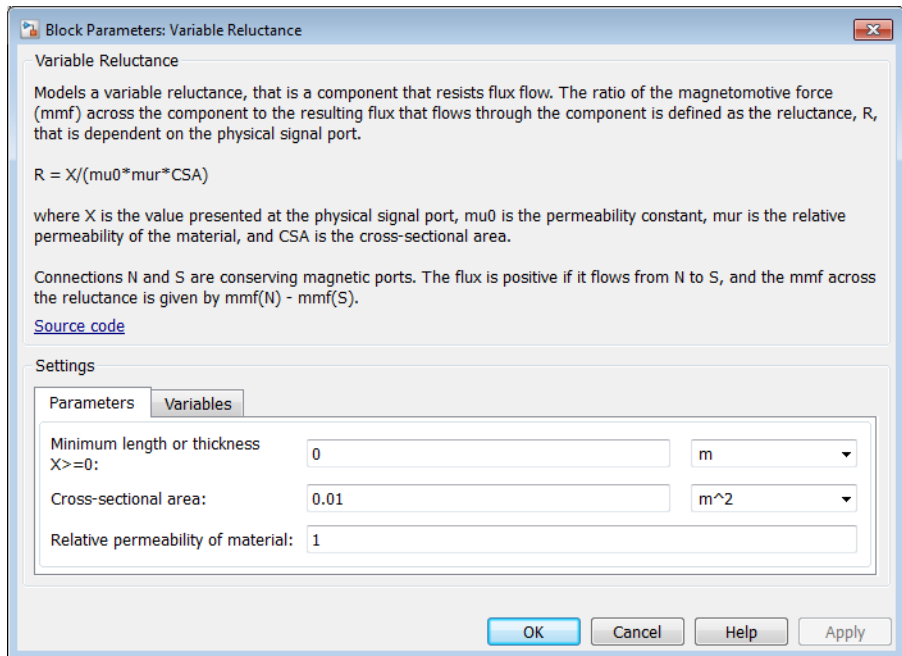 Block Parameters: Variable Reluctance
Variable Reluctance
Models a variable reluctance, that is a component that resists flux flow. The ratio of the magnetomotive force
(mmf) across the component to the resulting flux that flows through the component is defined as the reluctance, R,
that is dependent on the physical signal port.
R = X/(mu0*mur*CSA)
where X is the value presented at the physical signal port, mu0 is the permeability constant, mur is the relative
permeability of the material, and CSA is the cross-sectional area.
Connections N and S are conserving magnetic ports. The flux is positive if it flows from N to S, and the mmf across
the reluctance is given by mmf(N) - mmf(S).
Source code
Settings
Parameters Variables
Minimum length or thickness
X>=0: 0 m
Cross-sectional area: 0.01 m^2
Relative permeability of material: 1
OK Cancel Help Apply